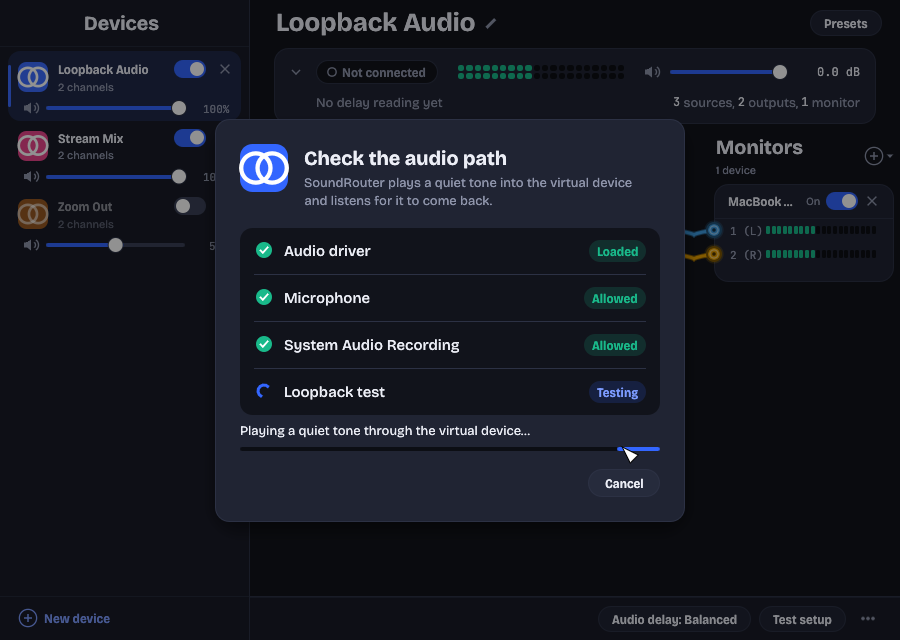 Devices
Loopback Audio
2 channels
100%
Stream Mix
2 channels
Zoom Out
2 channels
New device
Loopback Audio
Presets
Not connected
0.0 dB
No delay reading yet
3 sources, 2 outputs, 1 monitor
Monitors
1 device
MacBook ...
On
1 (L)
2 (R)
Check the audio path
SoundRouter plays a quiet tone into the virtual device
and listens for it to come back.
Audio driver
Loaded
Microphone
Allowed
System Audio Recording
Allowed
Loopback test
Testing
Playing a quiet tone through the virtual device...
Cancel
Audio delay: Balanced
Test setup